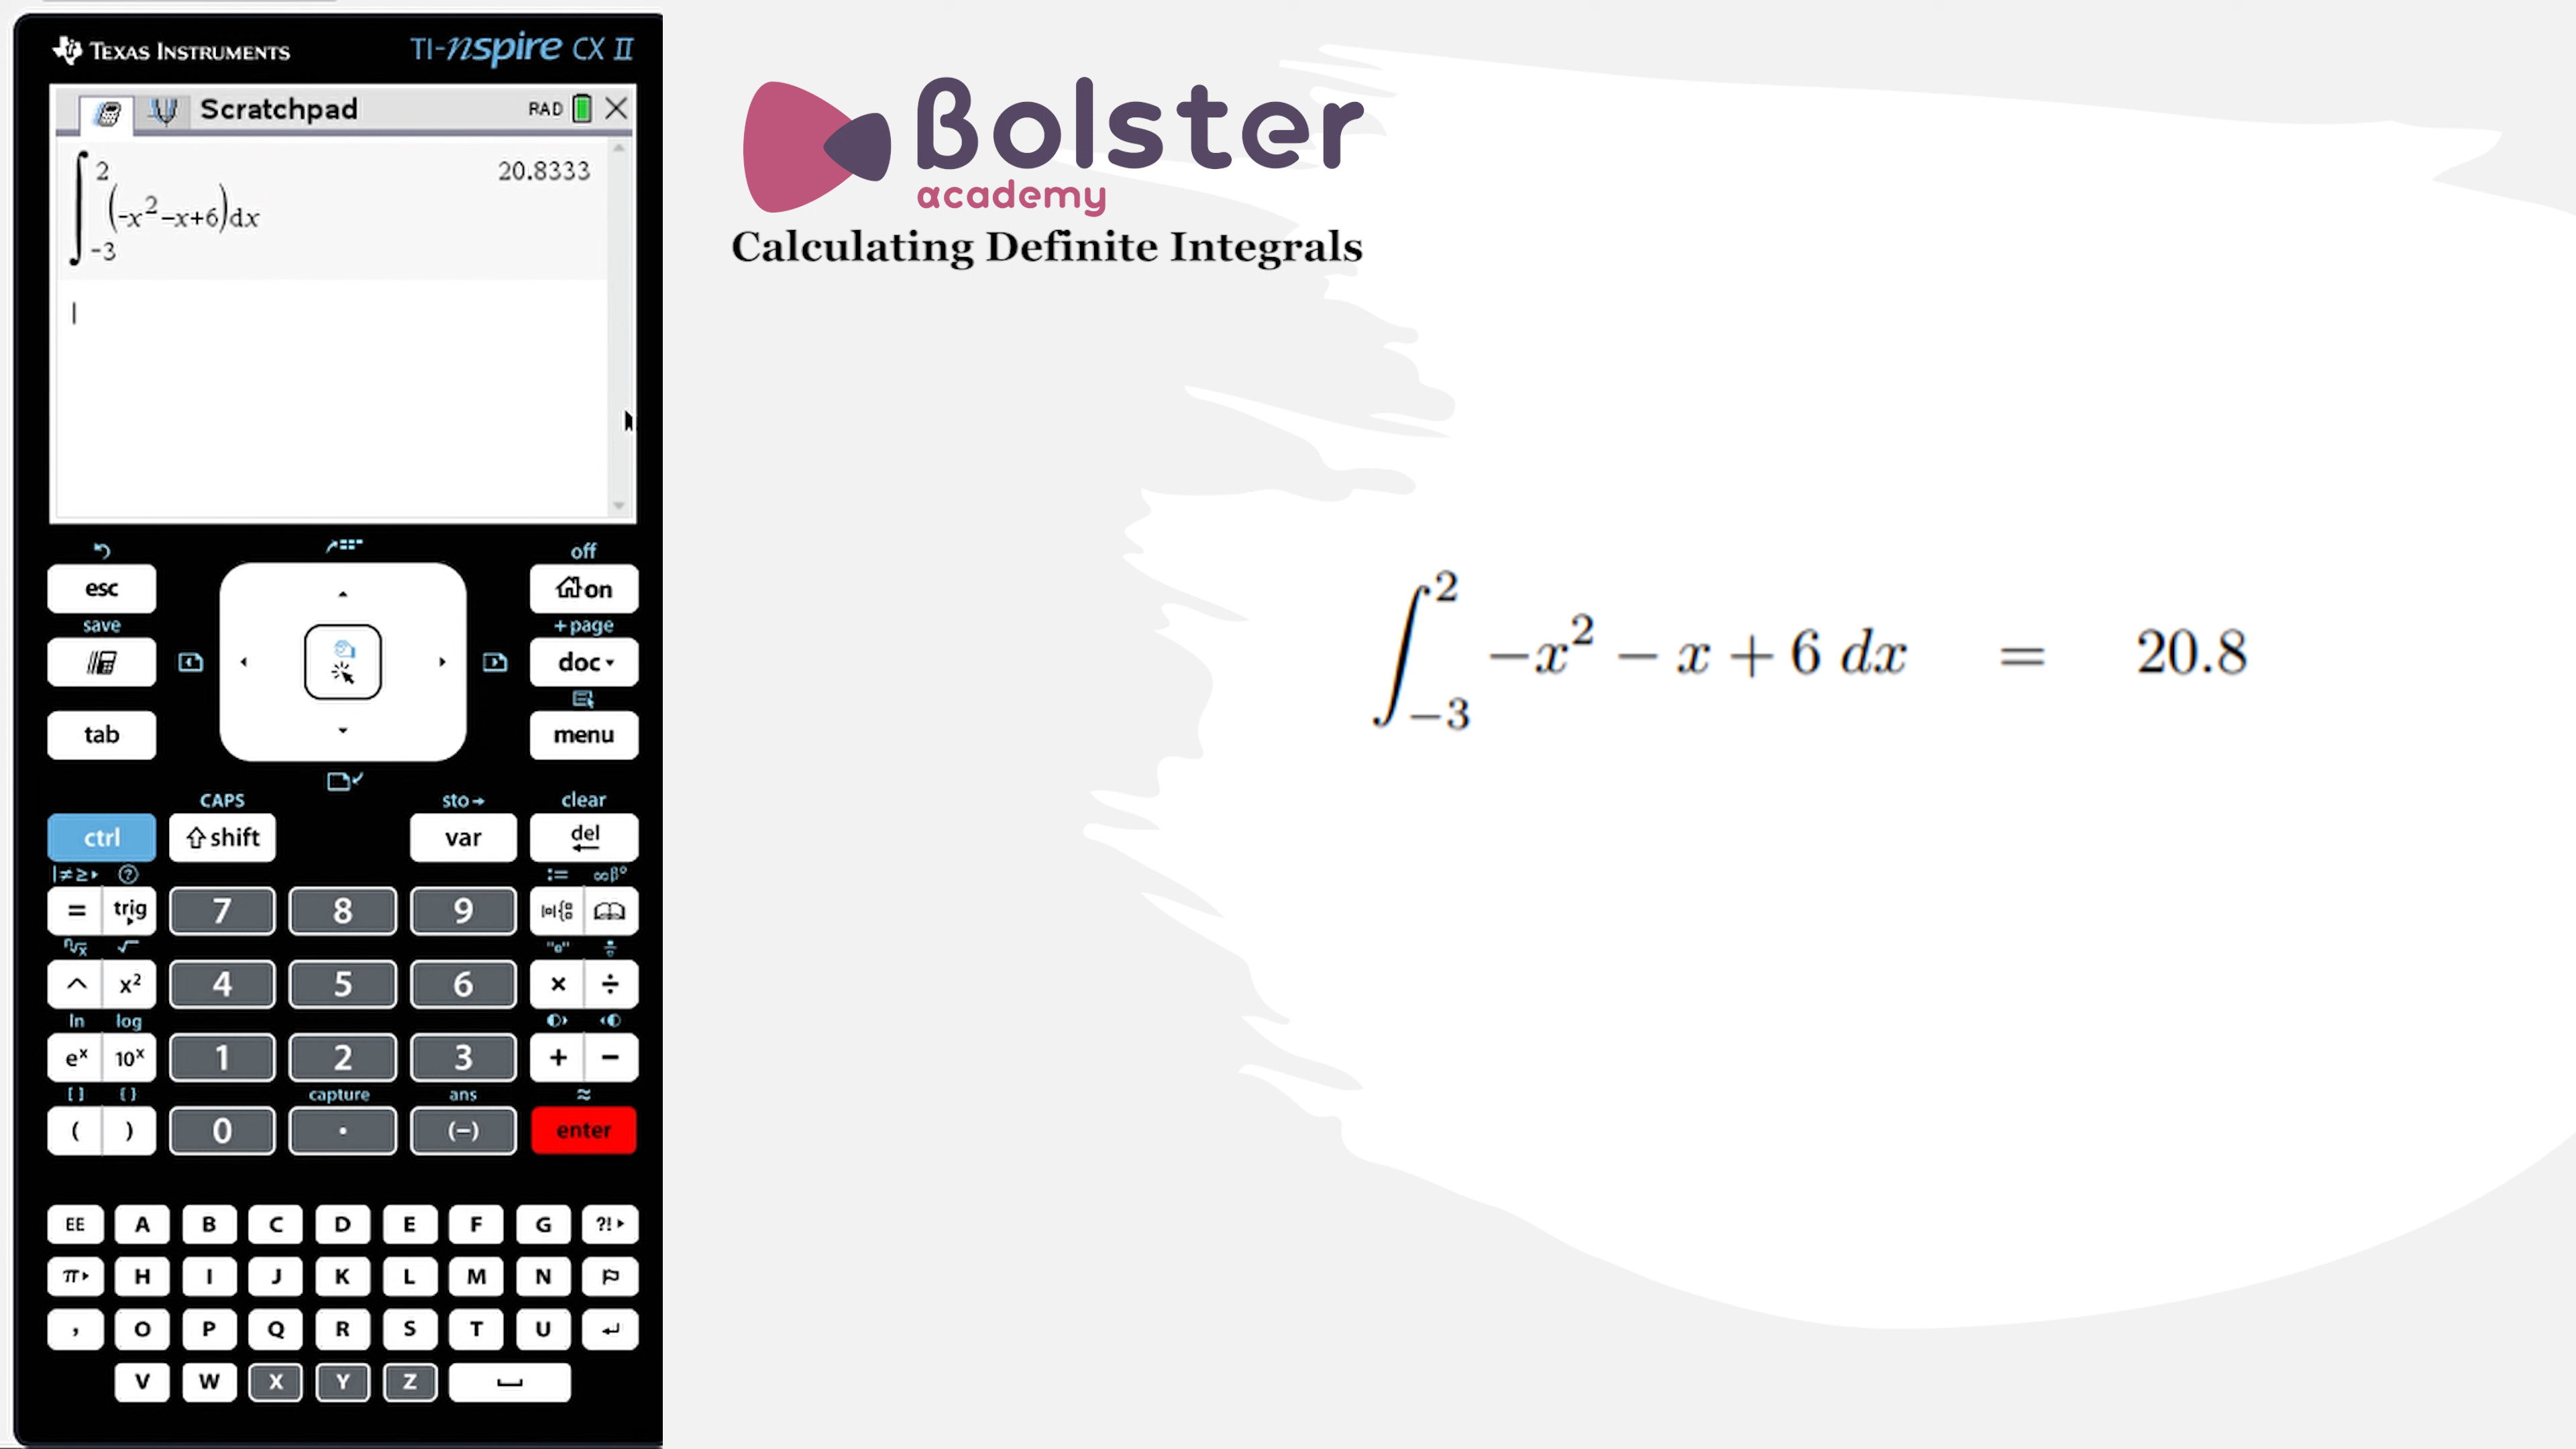 TEXAS INSTRUMENTS TI-nspire CX II
Scratchpad RAD
∫ 2 -3 (-x²-x+6)dx 20.8333
esc
off
on
save
+ page
doc
tab
menu
CAPS
sto→
clear
ctrl
shift
var
del
|≠≥▸ ?
:= ∞β°
= trig 7 8 9
ⁿ√x √
"□"
^ x² 4 5 6 × ÷
ln log
eˣ 10ˣ 1 2 3 + −
[ ] { }
capture
ans
≈
( ) 0 . (−) enter
EE A B C D E F G ?!▸
π▸ H I J K L M N
, O P Q R S T U ↵
V W X Y Z
Bolster
academy
Calculating Definite Integrals
∫ 2 -3 −x² − x + 6 dx = 20.8